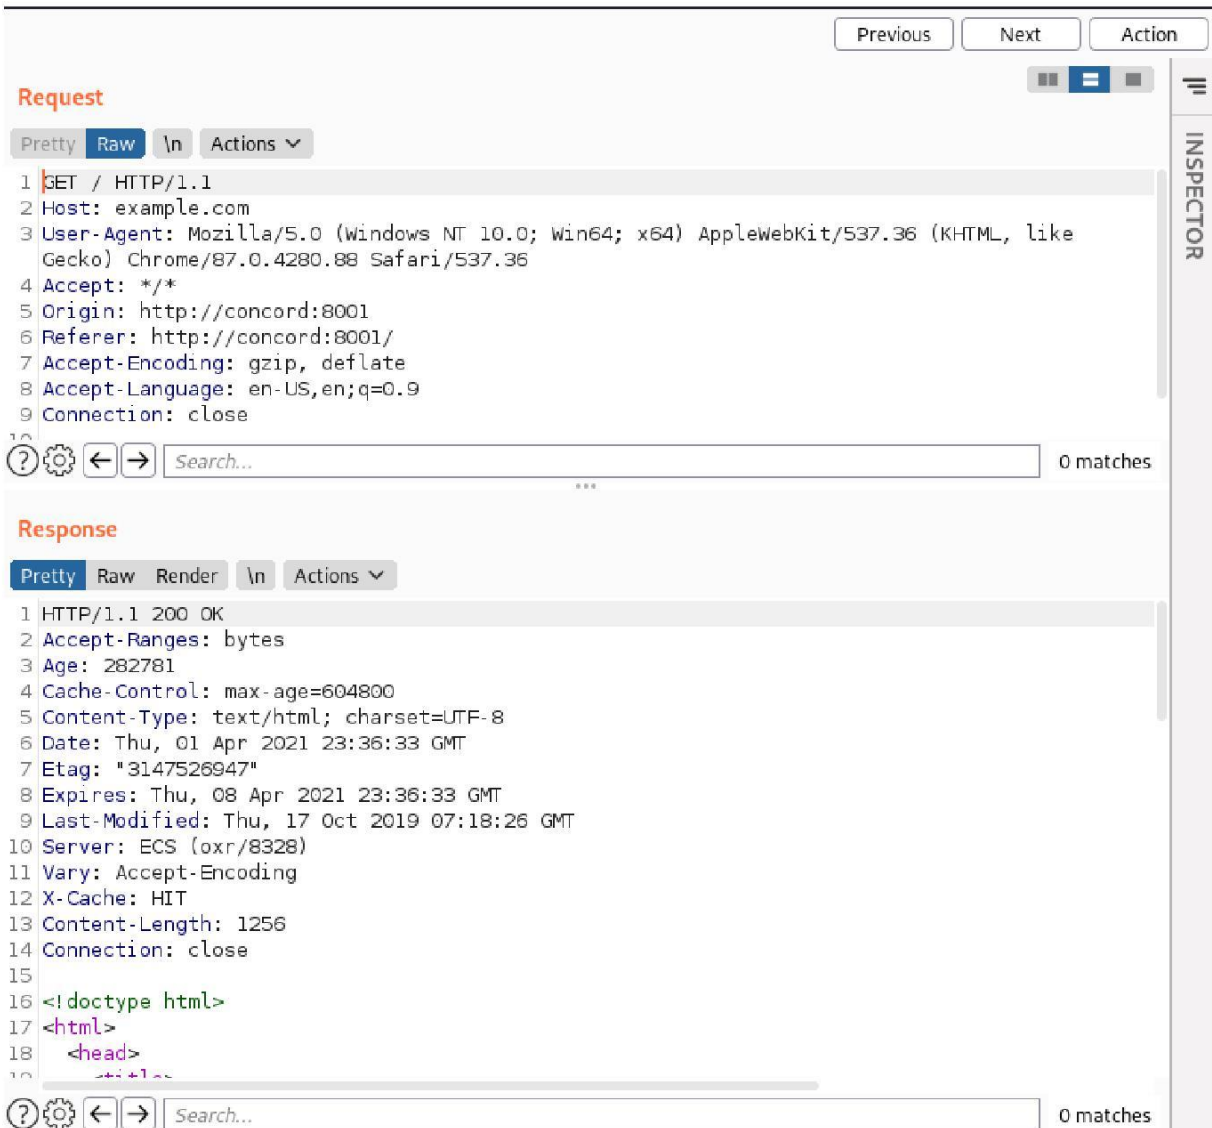 Previous Next Action
Request
Pretty Raw \n Actions
INSPECTOR
1 GET / HTTP/1.1
2 Host: example.com
3 User-Agent: Mozilla/5.0 (Windows NT 10.0; Win64; x64) AppleWebKit/537.36 (KHTML, like
Gecko) Chrome/87.0.4280.88 Safari/537.36
4 Accept: */*
5 Origin: http://concord:8001
6 Referer: http://concord:8001/
7 Accept-Encoding: gzip, deflate
8 Accept-Language: en-US,en;q=0.9
9 Connection: close
10
? Search... 0 matches
Response
Pretty Raw Render \n Actions
1 HTTP/1.1 200 OK
2 Accept-Ranges: bytes
3 Age: 282781
4 Cache-Control: max-age=604800
5 Content-Type: text/html; charset=UTF-8
6 Date: Thu, 01 Apr 2021 23:36:33 GMT
7 Etag: "3147526947"
8 Expires: Thu, 08 Apr 2021 23:36:33 GMT
9 Last-Modified: Thu, 17 Oct 2019 07:18:26 GMT
10 Server: ECS (oxr/8328)
11 Vary: Accept-Encoding
12 X-Cache: HIT
13 Content-Length: 1256
14 Connection: close
15
16 <!doctype html>
17 <html>
18 <head>
19 <title>
? Search... 0 matches